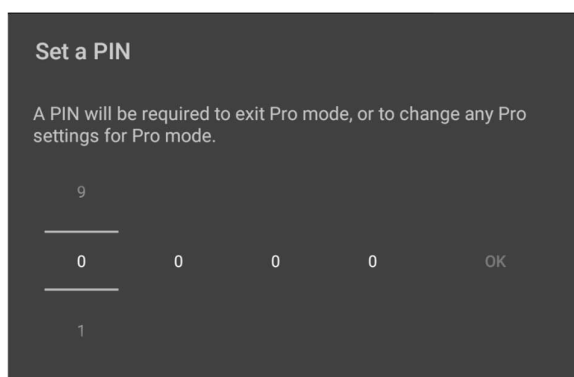 Set a PIN
A PIN will be required to exit Pro mode, or to change any Pro
settings for Pro mode.
9
0 0 0 0 OK
1